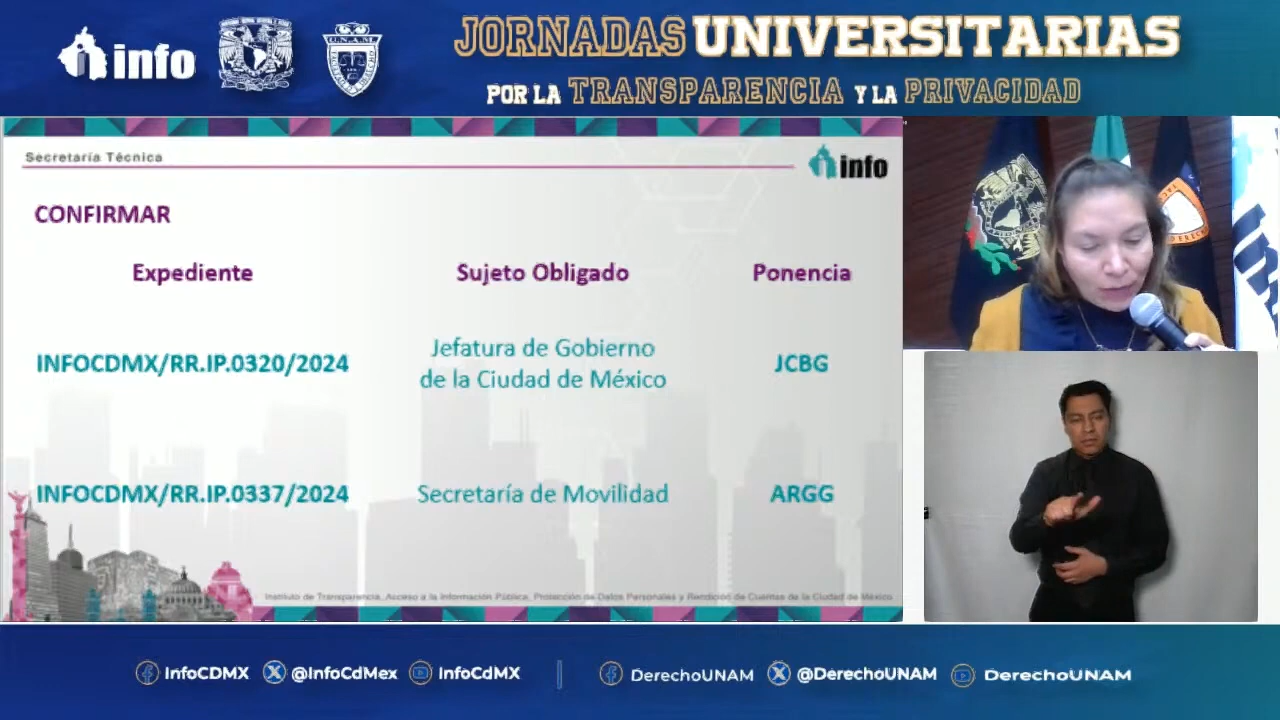 info
JORNADAS UNIVERSITARIAS
POR LA TRANSPARENCIA Y LA PRIVACIDAD
Secretaría Técnica
info
CONFIRMAR
Expediente Sujeto Obligado Ponencia
INFOCDMX/RR.IP.0320/2024 Jefatura de Gobierno de la Ciudad de México JCBG
INFOCDMX/RR.IP.0337/2024 Secretaría de Movilidad ARGG
Instituto de Transparencia, Acceso a la Información Pública, Protección de Datos Personales y Rendición de Cuentas de la Ciudad de México
InfoCDMX @InfoCdMex InfoCdMX DerechoUNAM @DerechoUNAM DerechoUNAM